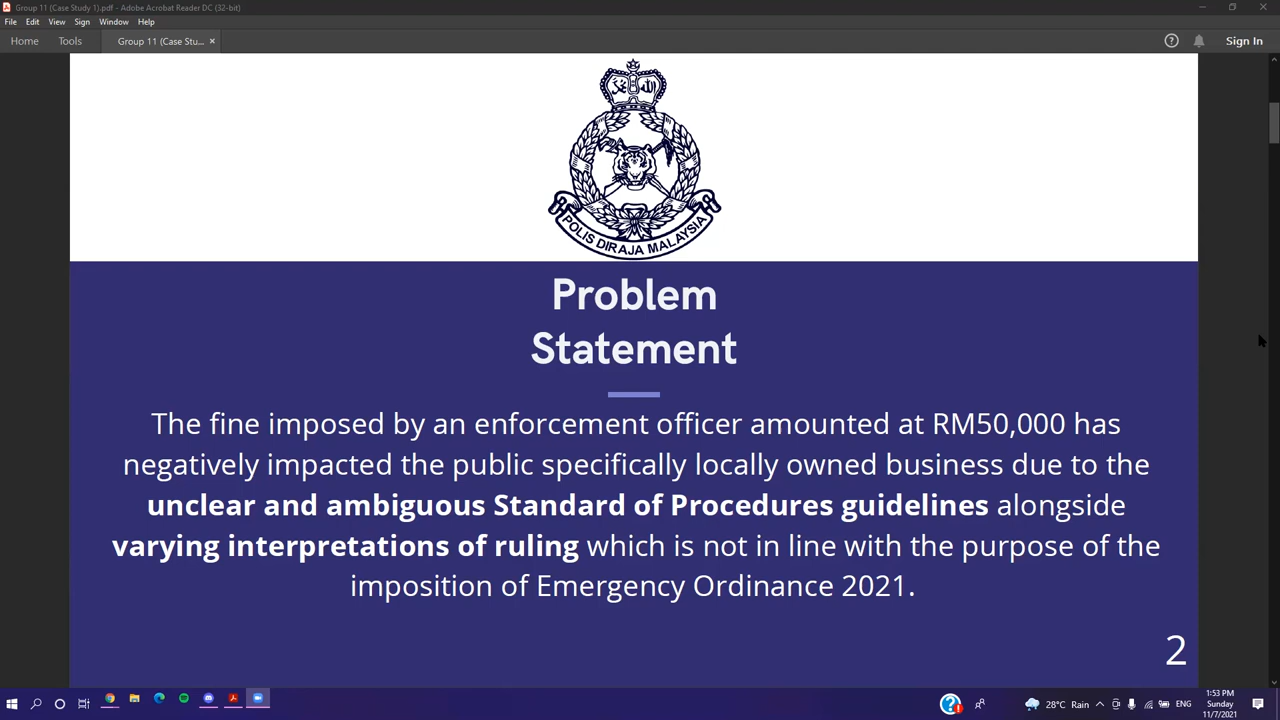 Group 11 (Case Study 1).pdf - Adobe Acrobat Reader DC (32-bit)
File Edit View Sign Window Help
Home Tools Group 11 (Case Stu... × Sign In
الله محمد
POLIS DIRAJA MALAYSIA
Problem
Statement
The fine imposed by an enforcement officer amounted at RM50,000 has
negatively impacted the public specifically locally owned business due to the
unclear and ambiguous Standard of Procedures guidelines alongside
varying interpretations of ruling which is not in line with the purpose of the
imposition of Emergency Ordinance 2021.
2
28°C Rain ENG
1:53 PM
Sunday
11/7/2021